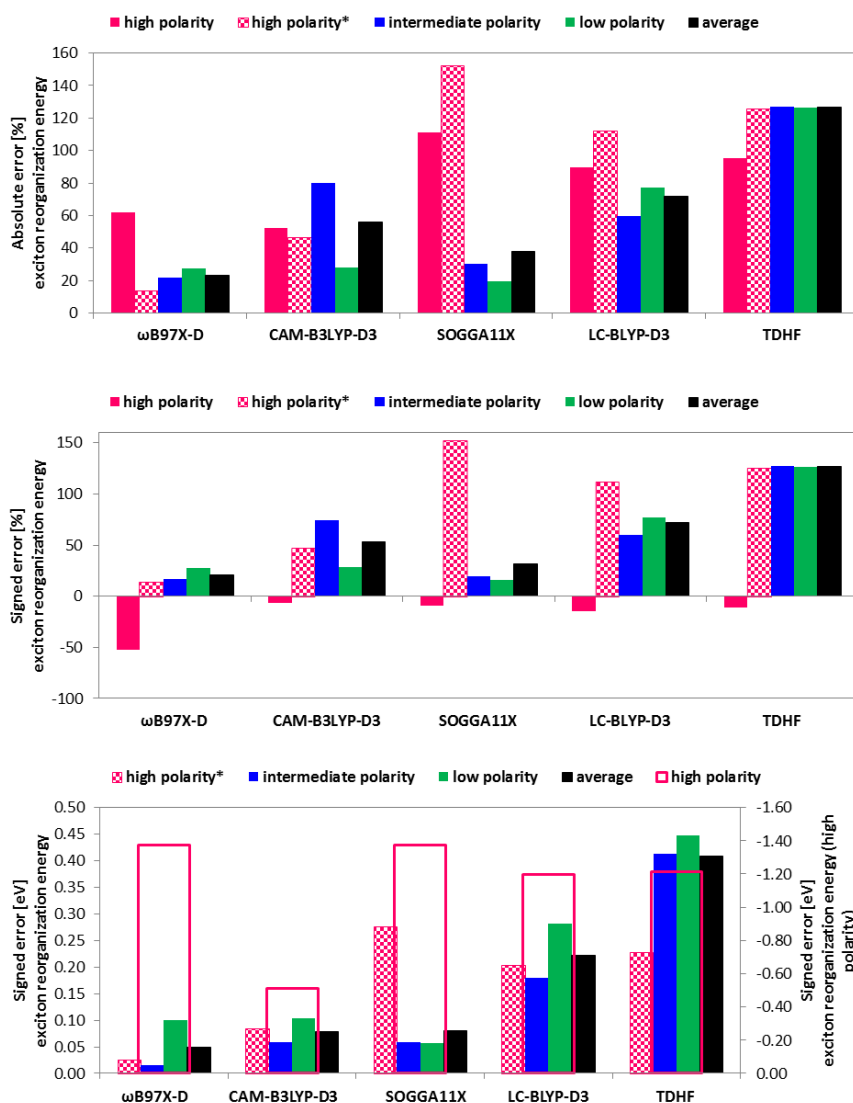 high polarity high polarity* intermediate polarity low polarity average
Absolute error [%]
exciton reorganization energy
160
140
120
100
80
60
40
20
0
ωB97X-D CAM-B3LYP-D3 SOGGA11X LC-BLYP-D3 TDHF
high polarity high polarity* intermediate polarity low polarity average
Signed error [%]
exciton reorganization energy
150
100
50
0
-50
-100
ωB97X-D CAM-B3LYP-D3 SOGGA11X LC-BLYP-D3 TDHF
high polarity* intermediate polarity low polarity average high polarity
Signed error [eV]
exciton reorganization energy
0.50
0.45
0.40
0.35
0.30
0.25
0.20
0.15
0.10
0.05
0.00
-1.60
-1.40
-1.20
-1.00
-0.80
-0.60
-0.40
-0.20
0.00
Signed error [eV]
exciton reorganization energy (high
polarity)
ωB97X-D CAM-B3LYP-D3 SOGGA11X LC-BLYP-D3 TDHF